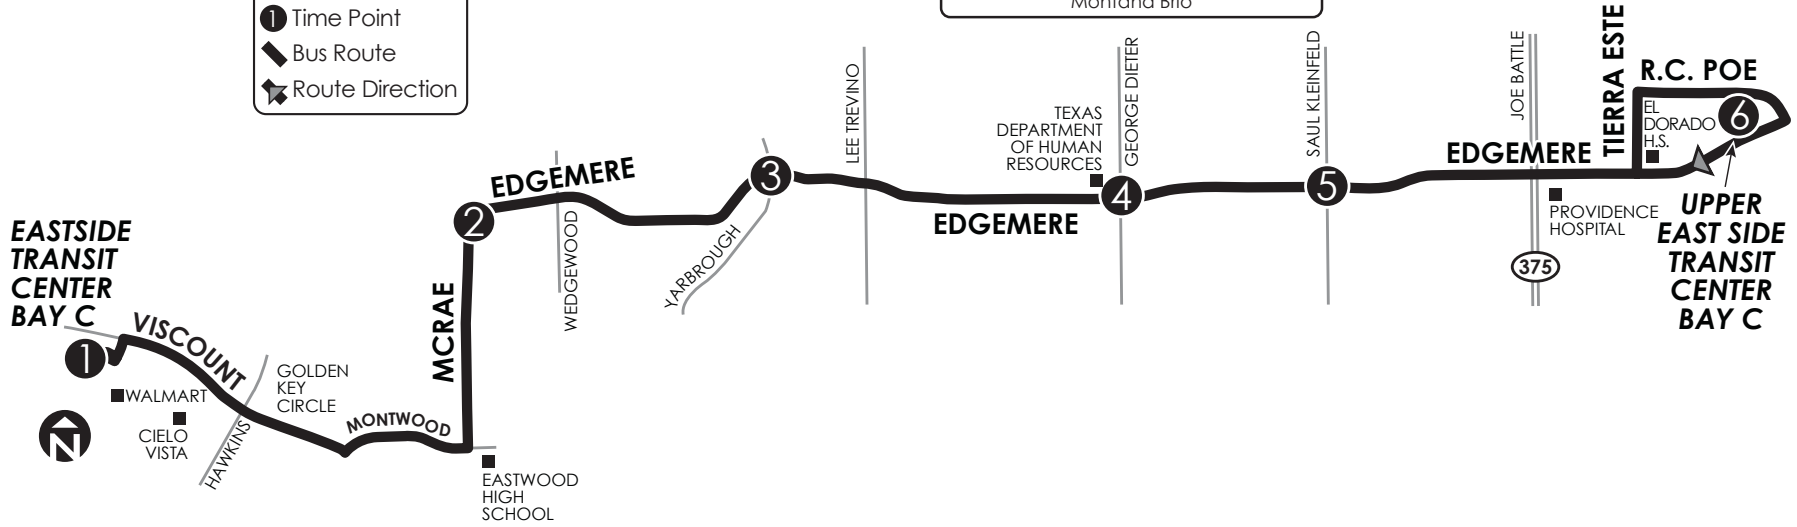 Montana Brio
1 Time Point
Bus Route
Route Direction
EASTSIDE
TRANSIT
CENTER
BAY C
1
VISCOUNT
WALMART
CIELO
VISTA
N
HAWKINS
GOLDEN
KEY
CIRCLE
MONTWOOD
MCRAE
EASTWOOD
HIGH
SCHOOL
2
EDGEMERE
WEDGEWOOD
YARBROUGH
3
LEE TREVINO
EDGEMERE
TEXAS
DEPARTMENT
OF HUMAN
RESOURCES
GEORGE DIETER
4
SAUL KLEINFELD
5
EDGEMERE
JOE BATTLE
375
PROVIDENCE
HOSPITAL
TIERRA ESTE
R.C. POE
EL
DORADO
H.S.
6
UPPER
EAST SIDE
TRANSIT
CENTER
BAY C